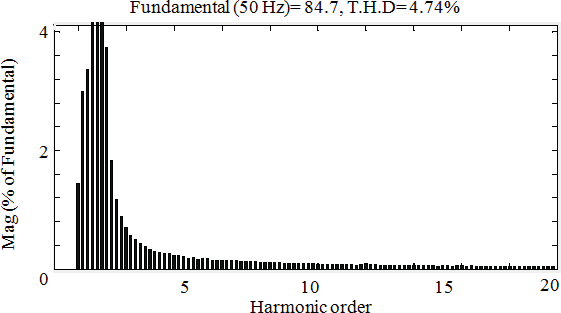 Fundamental (50 Hz)= 84.7, T.H.D= 4.74%
4
2
0
Mag (% of Fundamental)
5
10
15
20
Harmonic order